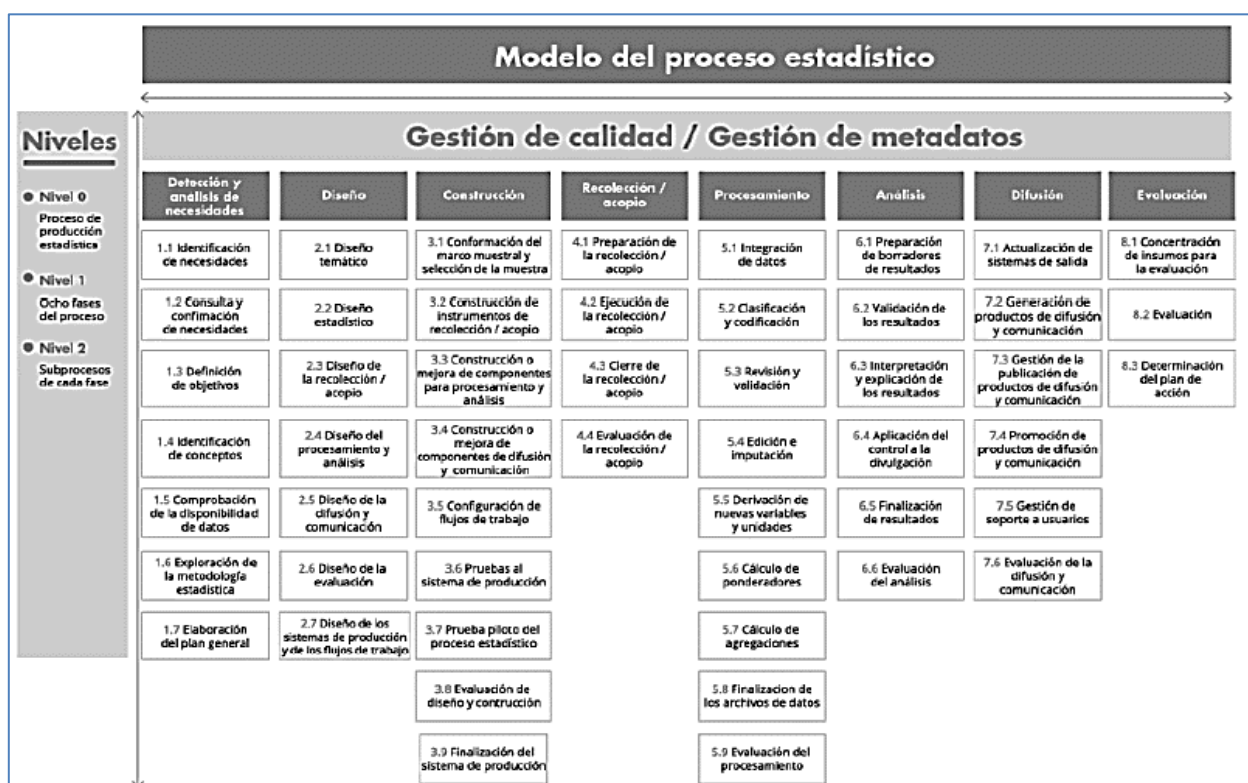 Modelo del proceso estadístico
Niveles
Nivel 0
Proceso de
producción
estadística
Nivel 1
Ocho fases
del proceso
Nivel 2
Subprocesos
de cada fase
Gestión de calidad / Gestión de metadatos
Detección y
análisis de
necesidades
1.1 Identificación
de necesidades
1.2 Consulta y
confimación
de necesidades
1.3 Definición
de objetivos
1.4 Identificación
de conceptos
1.5 Comprobación
de la disponibilidad
de datos
1.6 Exploración de
la metodología
estadística
1.7 Elaboración
del plan general
Diseño
2.1 Diseño
temático
2.2 Diseño
estadístico
2.3 Diseño de
la recolección /
acopio
2.4 Diseño del
procesamiento y
análisis
2.5 Diseño de la
difusión y
comunicación
2.6 Diseño de la
evaluación
2.7 Diseño de los
sistemas de producción
y de los flujos de trabajo
Construcción
3.1 Conformación del
marco muestral y
selección de la muestra
3.2 Construcción de
instrumentos de
recolección / acopio
3.3 Construcción o
mejora de componentes
para procesamiento y
análisis
3.4 Construcción o
mejora de
componentes de difusión
y comunicación
3.5 Configuración de
flujos de trabajo
3.6 Pruebas al
sistema de producción
3.7 Prueba piloto del
proceso estadístico
3.8 Evaluación de
diseño y contrucción
3.9 Finalización del
sistema de producción
Recolección /
acopio
4.1 Preparación de
la recolección /
acopio
4.2 Ejecución de
la recolección /
acopio
4.3 Cierre de
la recolección /
acopio
4.4 Evaluación de
la recolección /
acopio
Procesamiento
5.1 Integración
de datos
5.2 Clasificación
y codificación
5.3 Revisión y
validación
5.4 Edición e
imputación
5.5 Derivación de
nuevas variables
y unidades
5.6 Cálculo de
ponderadores
5.7 Cálculo de
agregaciones
5.8 Finalizacion de
los archivos de datos
5.9 Evaluación del
procesamiento
Análisis
6.1 Preparación
de borradores
de resultados
6.2 Validación de
los resultados
6.3 Interpretación
y explicación de
los resultados
6.4 Aplicación del
control a la
divulgación
6.5 Finalización
de resultados
6.6 Evaluación
del análisis
Difusión
7.1 Actualización de
sistemas de salida
7.2 Generación de
productos de difusión
y comunicación
7.3 Gestión de la
publicación de
productos de difusión
y comunicación
7.4 Promoción de
productos de difusión
y comunicación
7.5 Gestión de
soporte a usuarios
7.6 Evaluación de la
difusión y
comunicación
Evaluación
8.1 Concentración
de insumos para
la evaluación
8.2 Evaluación
8.3 Determinación
del plan de
acción